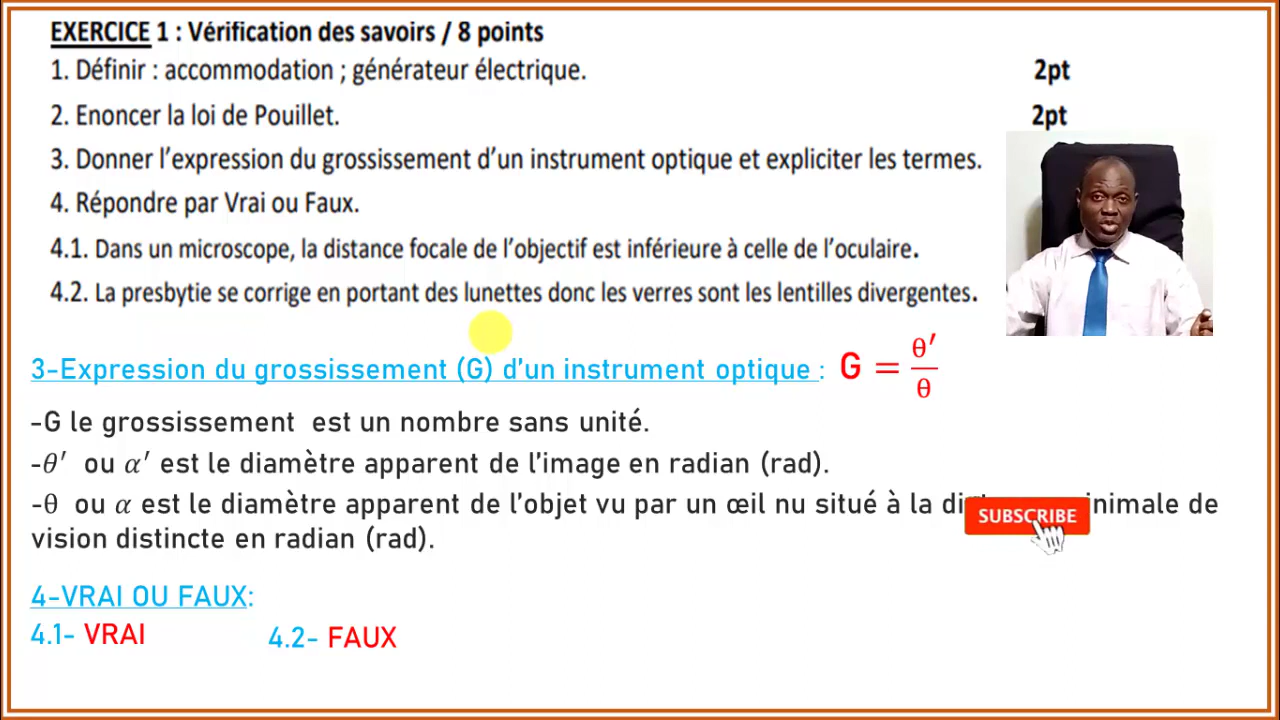 EXERCICE 1 : Vérification des savoirs / 8 points
1. Définir : accommodation ; générateur électrique. 2pt
2. Enoncer la loi de Pouillet. 2pt
3. Donner l'expression du grossissement d'un instrument optique et expliciter les termes.
4. Répondre par Vrai ou Faux.
4.1. Dans un microscope, la distance focale de l'objectif est inférieure à celle de l'oculaire.
4.2. La presbytie se corrige en portant des lunettes donc les verres sont les lentilles divergentes.
3-Expression du grossissement (G) d'un instrument optique : G = θ′/θ
-G le grossissement est un nombre sans unité.
-θ′ ou α′ est le diamètre apparent de l'image en radian (rad).
-θ ou α est le diamètre apparent de l'objet vu par un œil nu situé à la de
SUBSCRIBE
vision distincte en radian (rad).
4-VRAI OU FAUX:
4.1- VRAI 4.2- FAUX